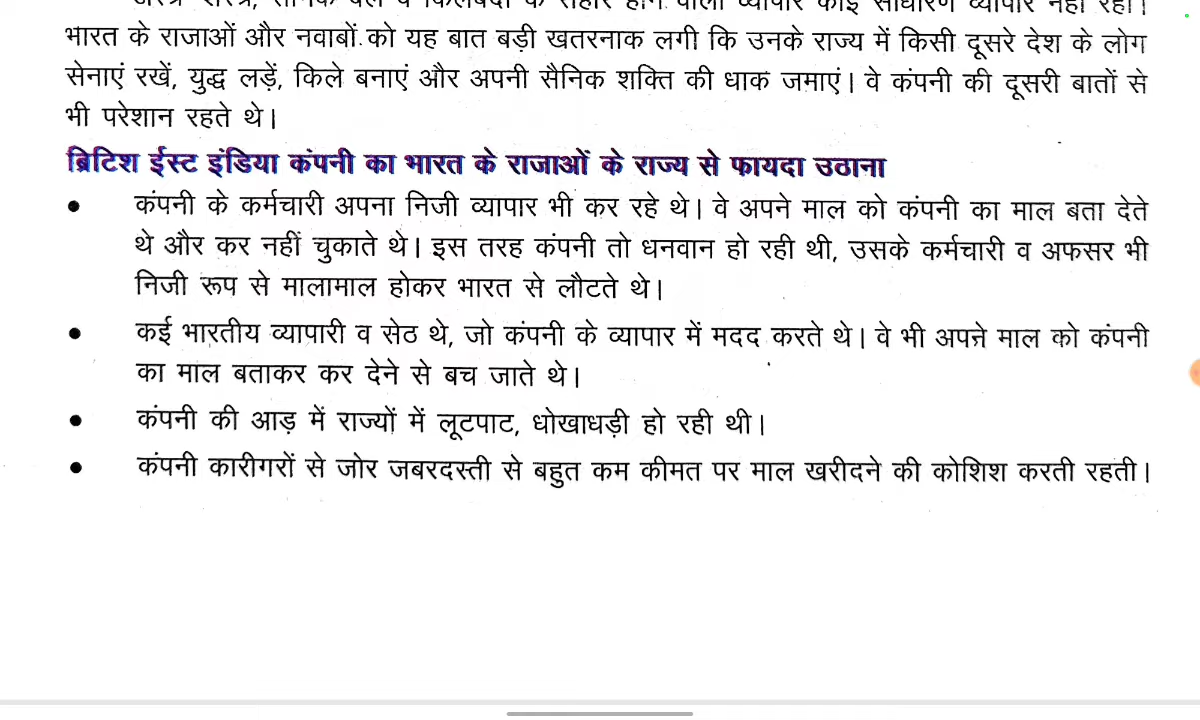 भारत के राजाओं और नवाबों को यह बात बड़ी खतरनाक लगी कि उनके राज्य में किसी दूसरे देश के लोग
सेनाएं रखें, युद्ध लड़ें, किले बनाएं और अपनी सैनिक शक्ति की धाक जमाएं। वे कंपनी की दूसरी बातों से
भी परेशान रहते थे।
ब्रिटिश ईस्ट इंडिया कंपनी का भारत के राजाओं के राज्य से फायदा उठाना
• कंपनी के कर्मचारी अपना निजी व्यापार भी कर रहे थे। वे अपने माल को कंपनी का माल बता देते
थे और कर नहीं चुकाते थे। इस तरह कंपनी तो धनवान हो रही थी, उसके कर्मचारी व अफसर भी
निजी रूप से मालामाल होकर भारत से लौटते थे।
• कई भारतीय व्यापारी व सेठ थे, जो कंपनी के व्यापार में मदद करते थे। वे भी अपने माल को कंपनी
का माल बताकर कर देने से बच जाते थे।
• कंपनी की आड़ में राज्यों में लूटपाट, धोखाधड़ी हो रही थी।
• कंपनी कारीगरों से जोर जबरदस्ती से बहुत कम कीमत पर माल खरीदने की कोशिश करती रहती।